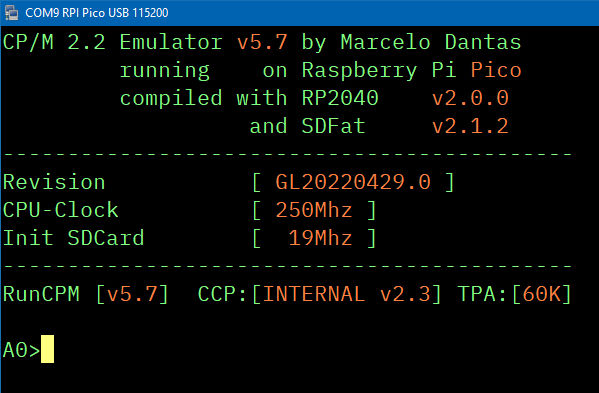 COM9 RPI Pico USB 115200
CP/M 2.2 Emulator v5.7 by Marcelo Dantas
running on Raspberry Pi Pico
compiled with RP2040 v2.0.0
and SDFat v2.1.2
--------------------------------------------
Revision [ GL20220429.0 ]
CPU-Clock [ 250Mhz ]
Init SDCard [ 19Mhz ]
--------------------------------------------
RunCPM [v5.7] CCP:[INTERNAL v2.3] TPA:[60K]
A0>